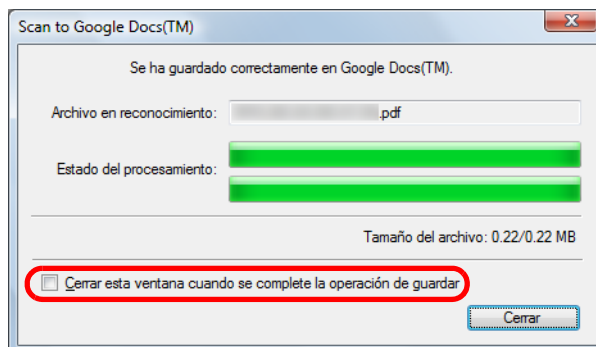 Scan to Google Docs(TM)
Se ha guardado correctamente en Google Docs(TM).
Archivo en reconocimiento: .pdf
Estado del procesamiento:
Tamaño del archivo: 0.22/0.22 MB
Cerrar esta ventana cuando se complete la operación de guardar
Cerrar